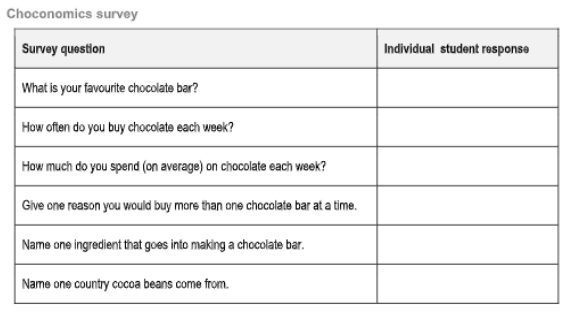 Choconomics survey
Survey question Individual student response
What is your favourite chocolate bar?
How often do you buy chocolate each week?
How much do you spend (on average) on chocolate each week?
Give one reason you would buy more than one chocolate bar at a time.
Name one ingredient that goes into making a chocolate bar.
Name one country cocoa beans come from.